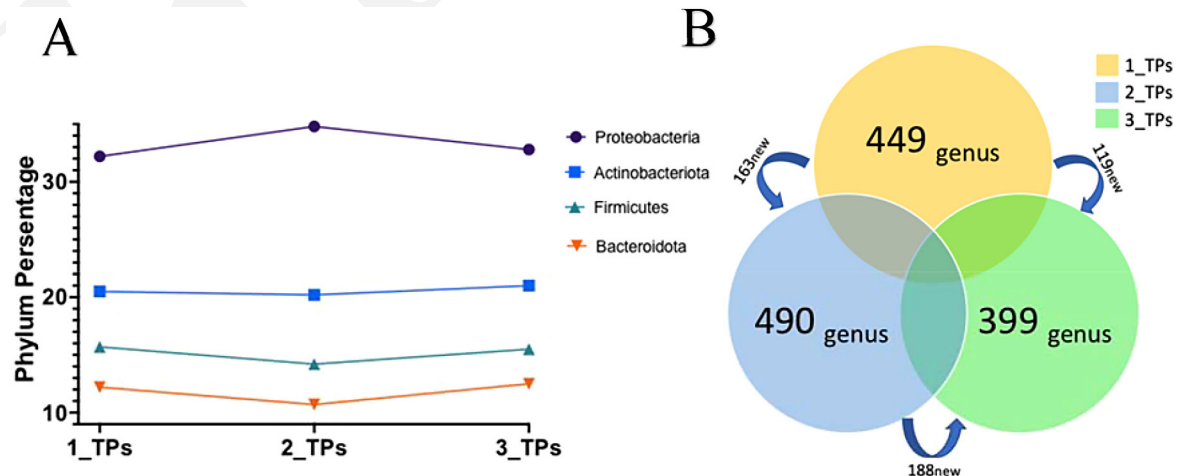 A
Phylum Persentage
30
20
10
1_TPs
2_TPs
3_TPs
Proteobacteria
Actinobacteriota
Firmicutes
Bacteroidota
B
1_TPs
2_TPs
3_TPs
449 genus
163new
119new
490 genus
399 genus
188new